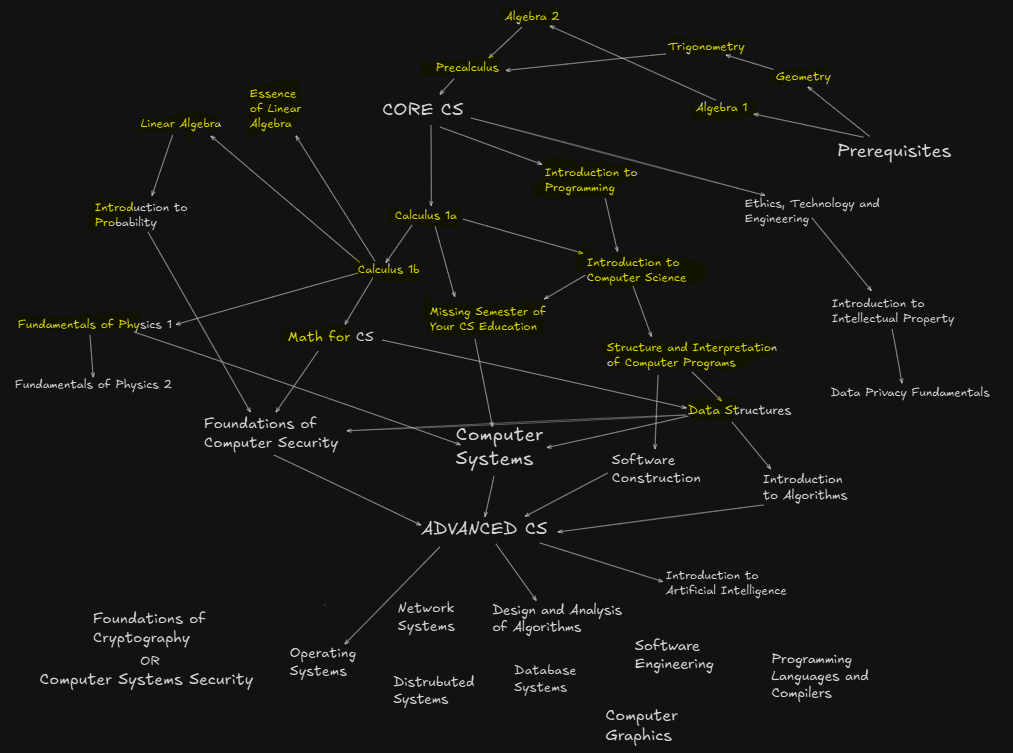 Algebra 2
Trigonometry
Precalculus
Geometry
Essence
of Linear
Algebra
CORE CS
Algebra 1
Linear Algebra
Prerequisites
Introduction to
Programming
Ethics, Technology and
Engineering
Introduction to
Probability
Calculus 1a
Introduction to
Computer Science
Calculus 1b
Introduction to
Intellectual Property
Missing Semester of
Your CS Education
Fundamentals of Physics 1
Math for CS
Structure and Interpretation
of Computer Programs
Fundamentals of Physics 2
Data Privacy Fundamentals
Data Structures
Foundations of
Computer Security
Computer
Systems
Software
Construction
Introduction
to Algorithms
ADVANCED CS
Introduction to
Artificial Intelligence
Foundations of
Cryptography
OR
Computer Systems Security
Network
Systems
Design and Analysis
of Algorithms
Operating
Systems
Software
Engineering
Programming
Languages and
Compilers
Distrubuted
Systems
Database
Systems
Computer
Graphics